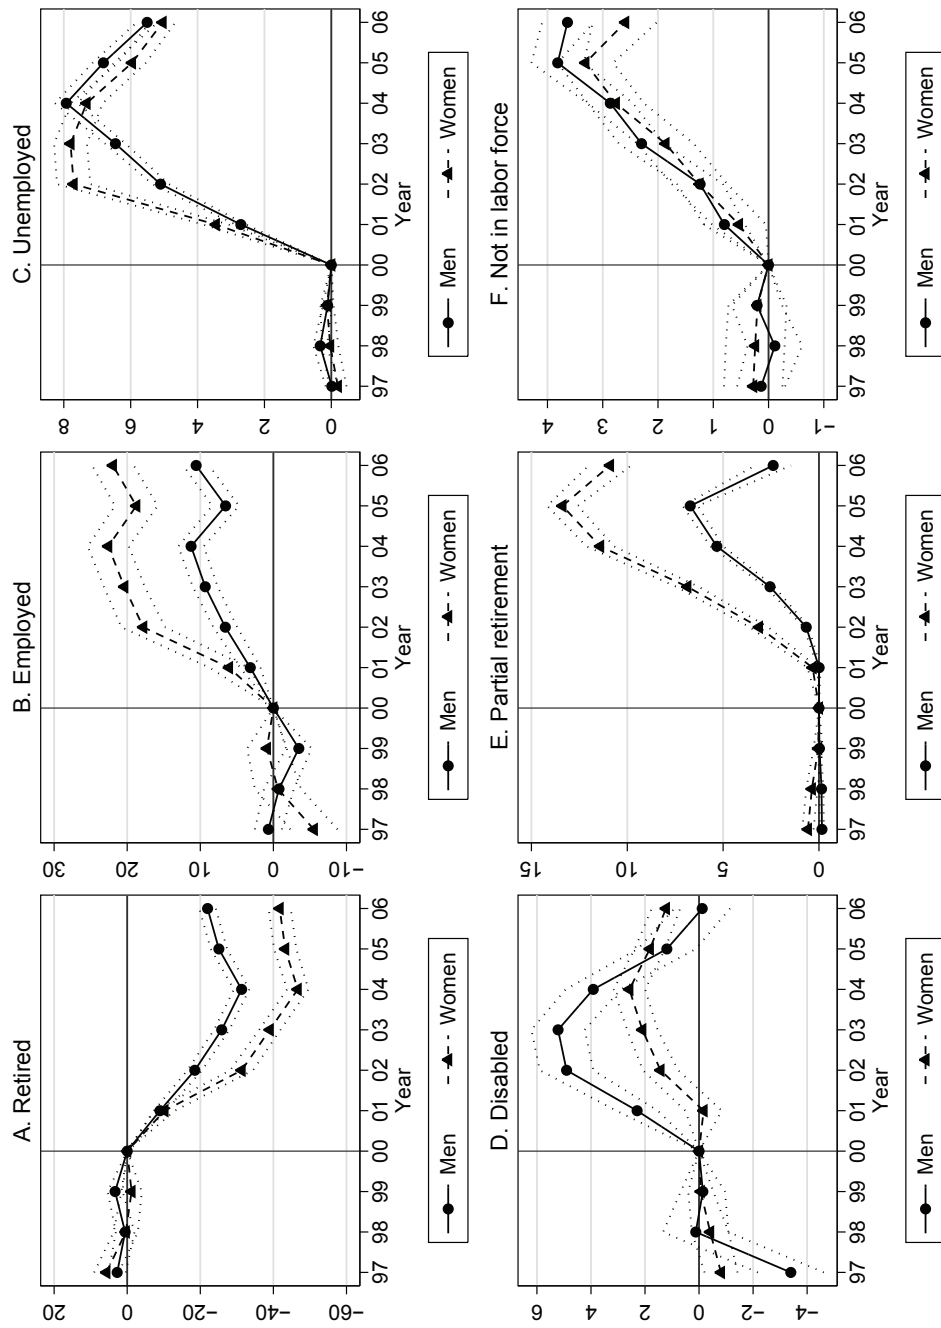 A. Retired
20
0
−20
−40
−60
97 98 99 00 01 02 03 04 05 06
Year
Men Women
B. Employed
30
20
10
0
−10
97 98 99 00 01 02 03 04 05 06
Year
Men Women
C. Unemployed
8
6
4
2
0
97 98 99 00 01 02 03 04 05 06
Year
Men Women
D. Disabled
6
4
2
0
−2
−4
97 98 99 00 01 02 03 04 05 06
Year
Men Women
E. Partial retirement
15
10
5
0
97 98 99 00 01 02 03 04 05 06
Year
Men Women
F. Not in labor force
4
3
2
1
0
−1
97 98 99 00 01 02 03 04 05 06
Year
Men Women